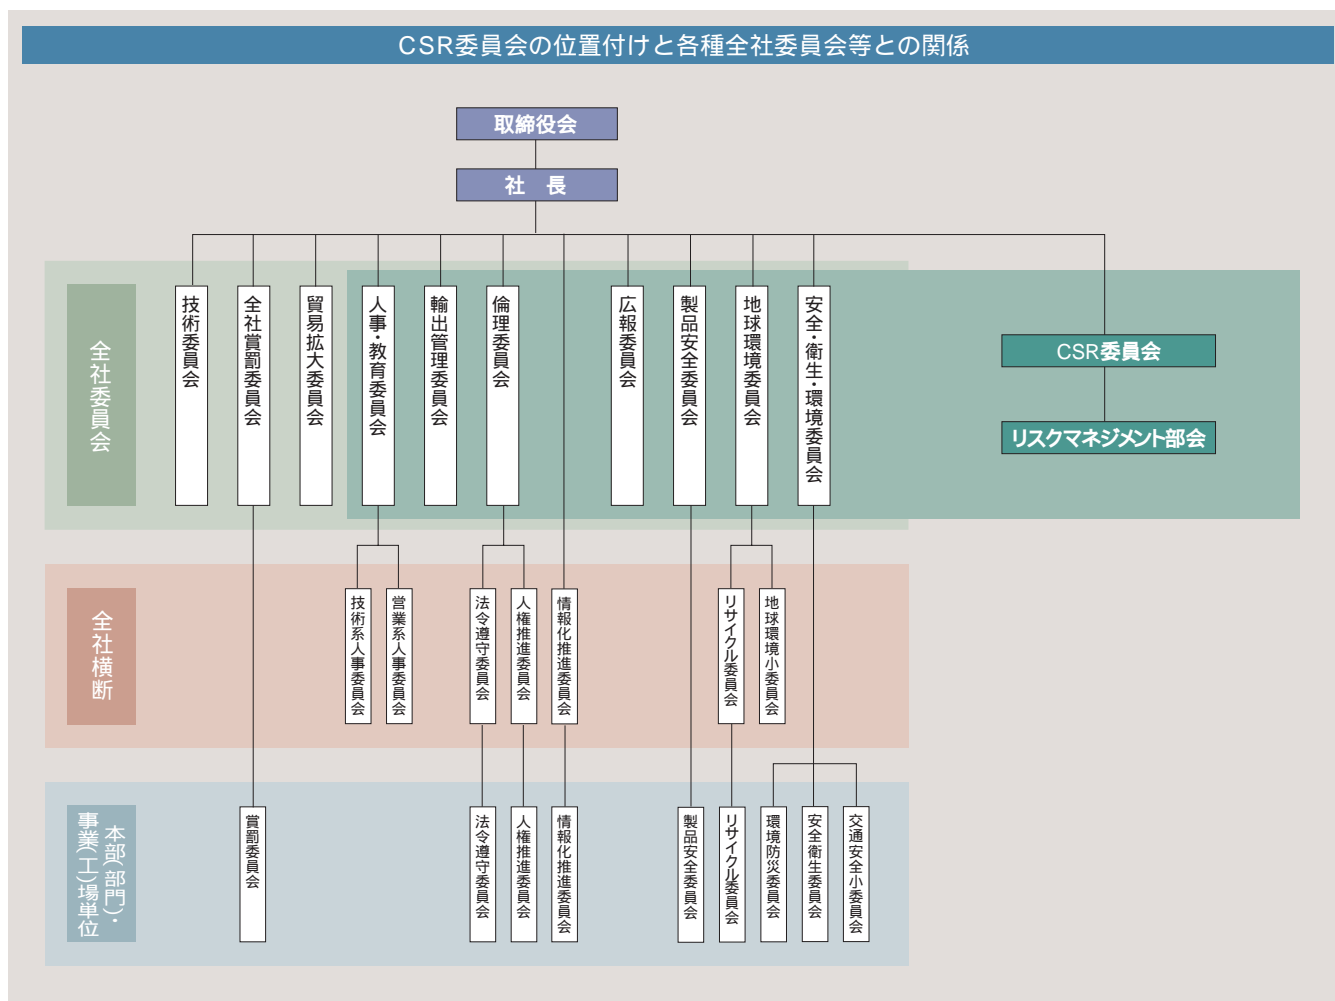 CSR委員会の位置付けと各種全社委員会等との関係
取締役会
社 長
全社委員会
技術委員会
全社賞罰委員会
貿易拡大委員会
人事・教育委員会
輸出管理委員会
倫理委員会
広報委員会
製品安全委員会
地球環境委員会
安全・衛生・環境委員会
CSR委員会
リスクマネジメント部会
全社横断
技術系人事委員会
営業系人事委員会
法令遵守委員会
人権推進委員会
情報化推進委員会
リサイクル委員会
地球環境小委員会
本部(部門)・
事業(工)場単位
賞罰委員会
法令遵守委員会
人権推進委員会
情報化推進委員会
製品安全委員会
リサイクル委員会
環境防災委員会
安全衛生委員会
交通安全小委員会